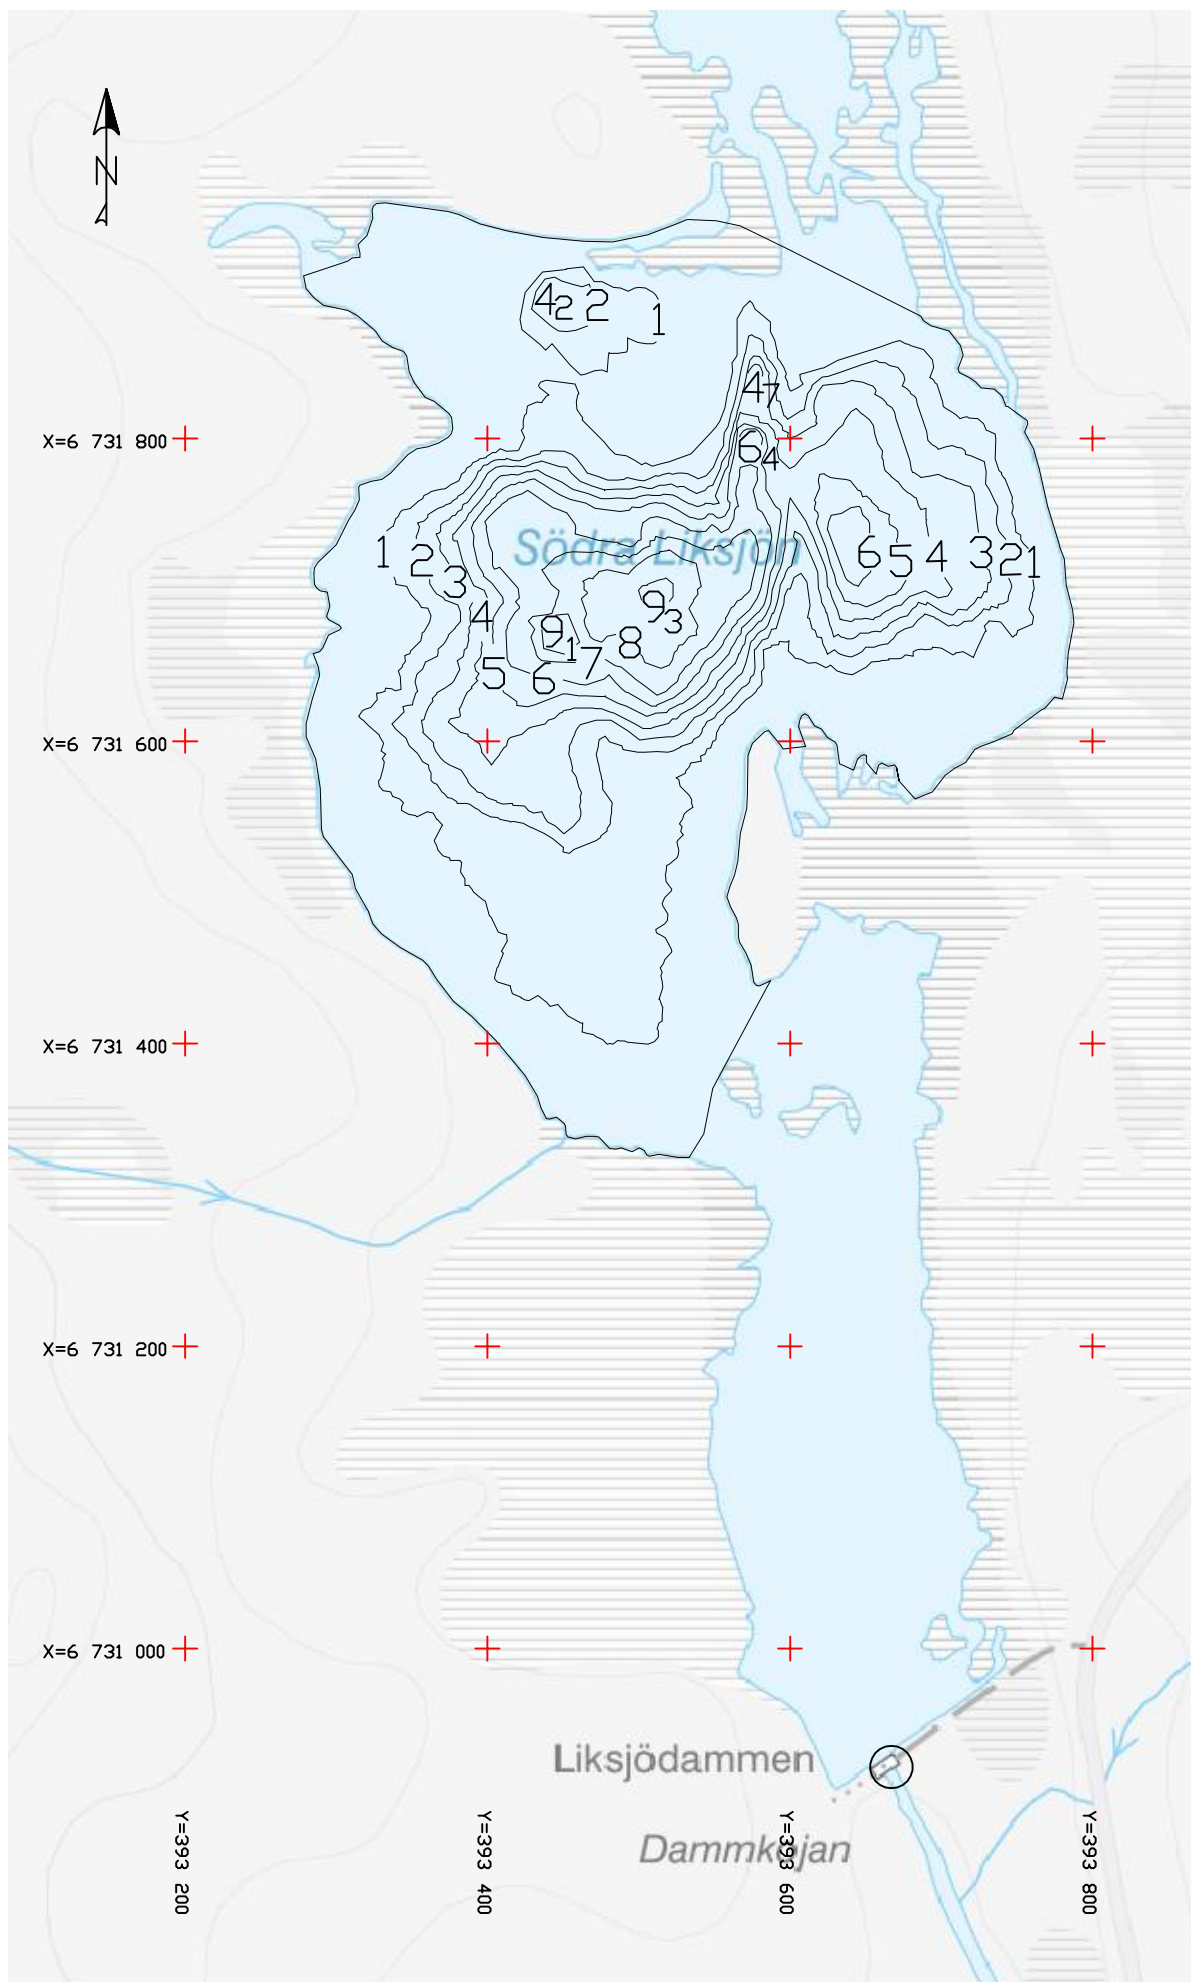 N
4 2 2 1
4 7
X=6 731 800
6 4
Södra Liksjön
1 2 3 4 5 6 7 8 9 1 9 3
6 5 4 3 2 1
X=6 731 600
X=6 731 400
X=6 731 200
X=6 731 000
Liksjödammen
Dammkojan
Y=393 200
Y=393 400
Y=393 600
Y=393 800